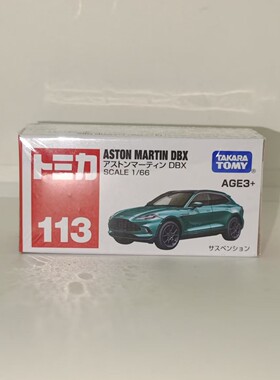 トミカ
113
ASTON MARTIN DBX
アストンマーティン DBX
SCALE 1/66
TAKARA
TOMY
AGE3+
サスペンション